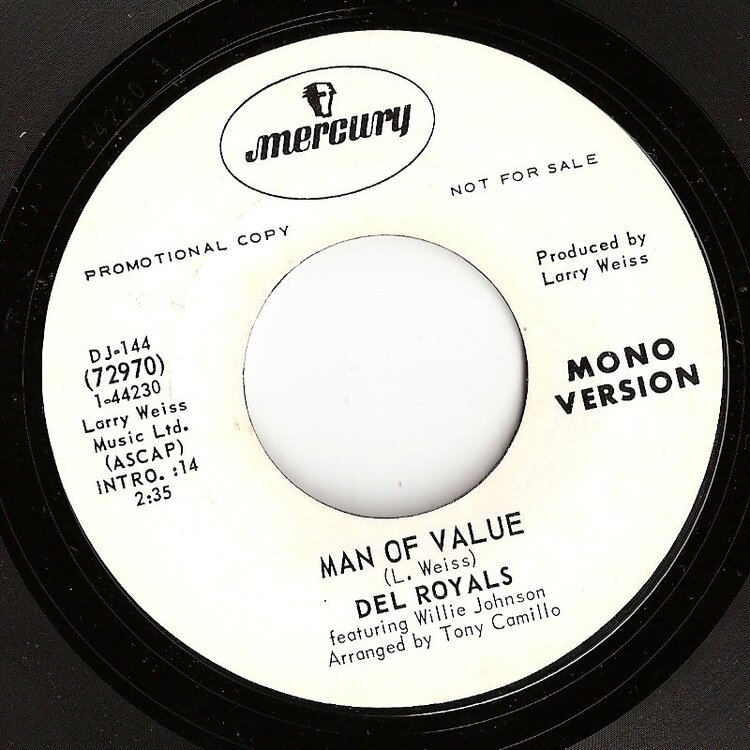 mercury
NOT FOR SALE
PROMOTIONAL COPY
Produced by
Larry Weiss
DJ-144
(72970)
1-44230
Larry Weiss
Music Ltd.
(ASCAP)
INTRO. :14
2:35
MONO
VERSION
MAN OF VALUE
(L. Weiss)
DEL ROYALS
featuring Willie Johnson
Arranged by Tony Camillo